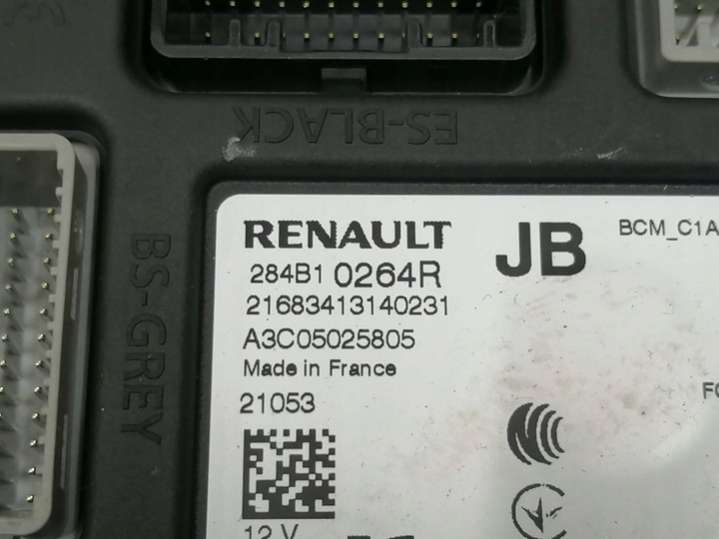 ES-BLACK
BS-GREY
RENAULT
JB
BCM_C1A
284B1 0264R
21683413140231
A3C05025805
Made in France
21053
12 V